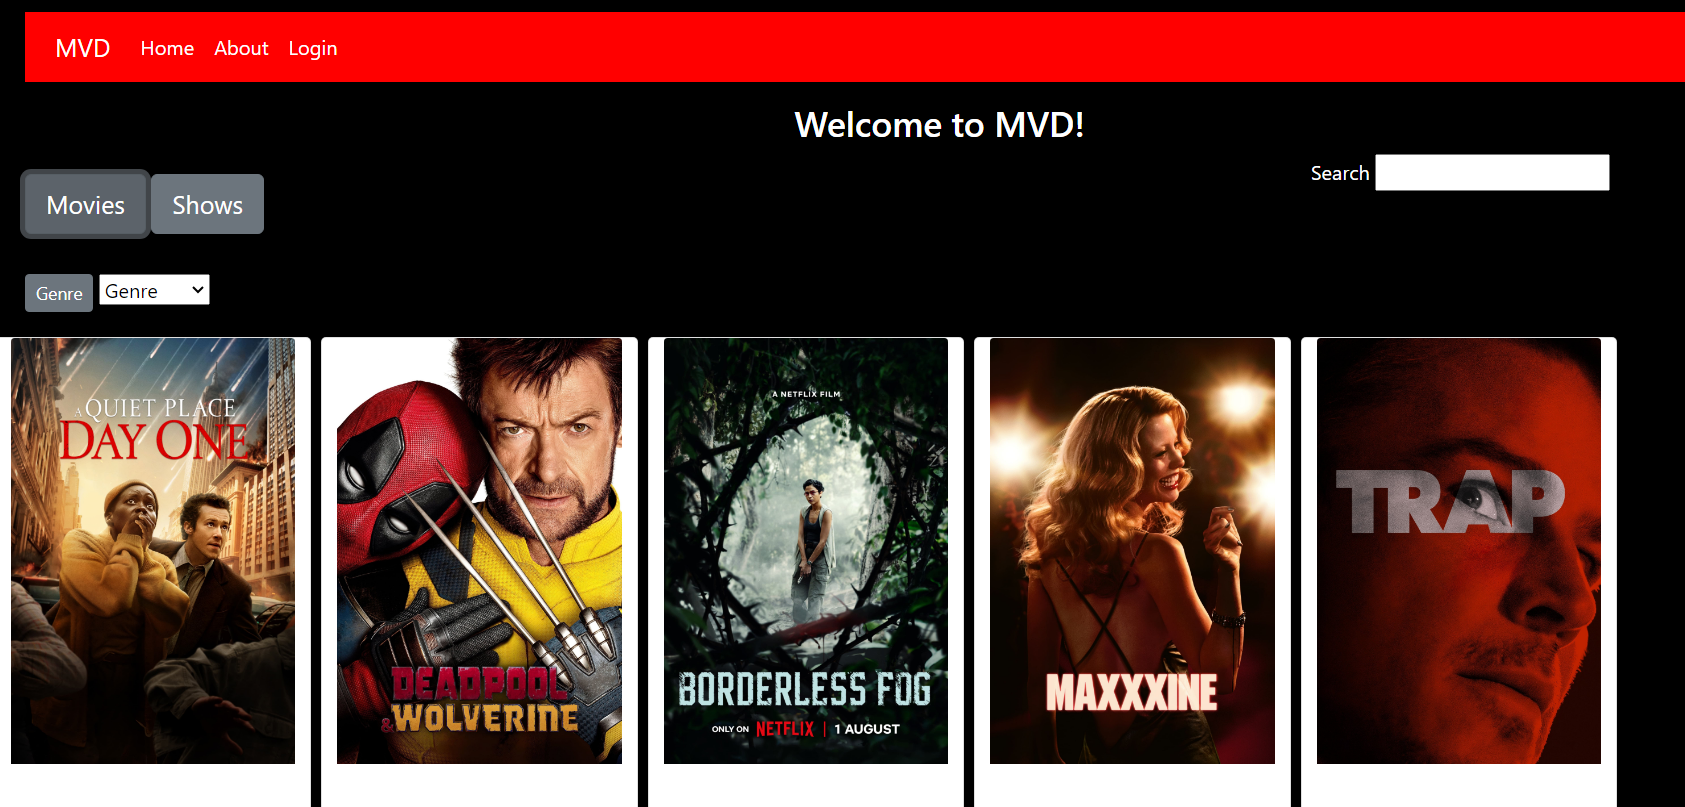 MVD Home About Login
Welcome to MVD!
Search
Movies Shows
Genre Genre
A QUIET PLACE
DAY ONE
DEADPOOL
& WOLVERINE
A NETFLIX FILM
BORDERLESS FOG
ONLY ON NETFLIX | 1 AUGUST
MAXXXINE
TRAP